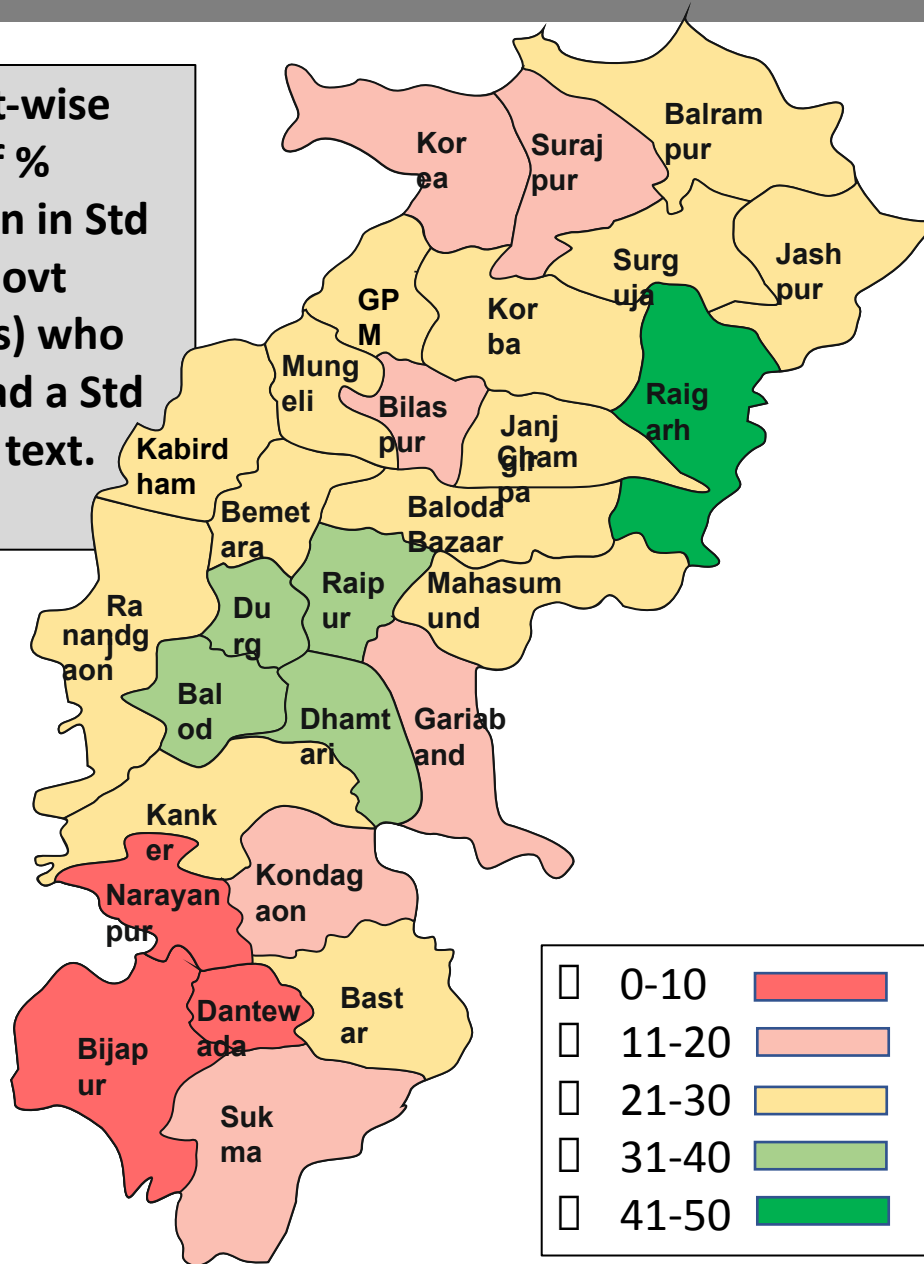 t-wise
f %
n in Std
ovt
s) who
ad a Std
text.
Kor
ea
Suraj
pur
Balram
pur
Surg
uja
Jash
pur
GP
M
Kor
ba
Mung
eli
Bilas
pur
Raig
arh
Janj
gir
Cham
pa
Kabird
ham
Bemet
ara
Baloda
Bazaar
Ra
j
nandg
aon
Du
rg
Raip
ur
Mahasum
und
Bal
od
Dhamt
ari
Gariab
and
Kank
er
Kondag
aon
Narayan
pur
Dantew
ada
Bast
ar
Bijap
ur
Suk
ma
0-10
11-20
21-30
31-40
41-50